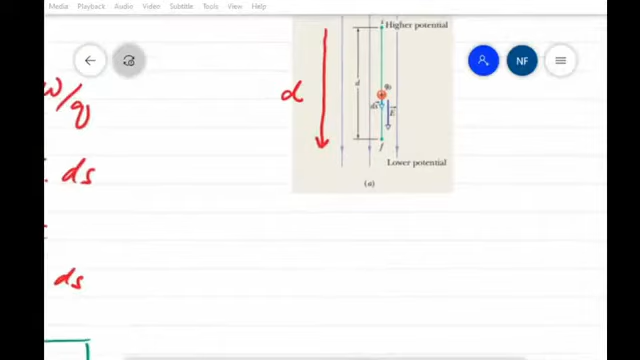 Media Playback Audio Video Subtitle Tools View Help
i Higher potential
NF
d
d
q₀
W/q
ds E
f
. ds
Lower potential
(a)
ds